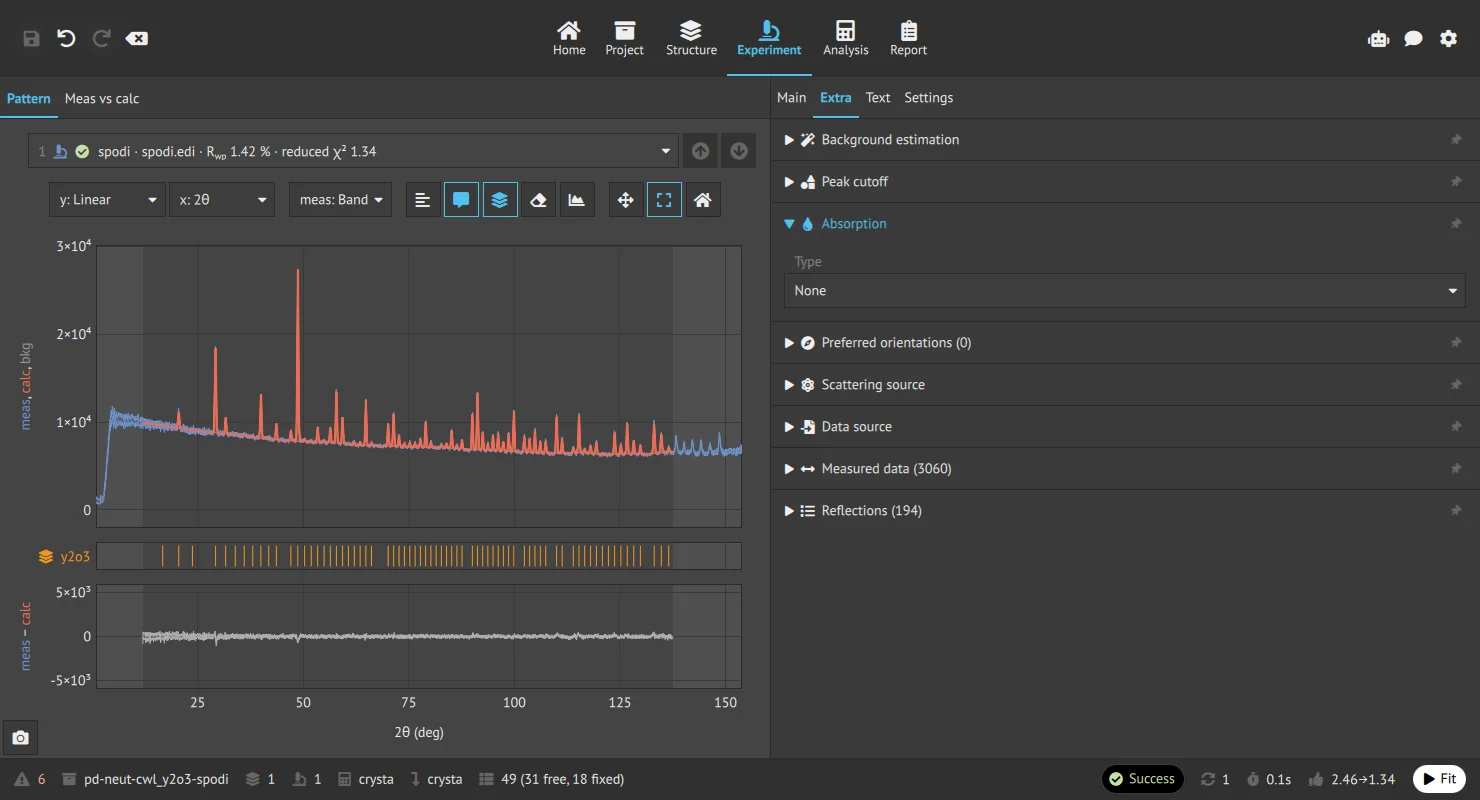 Home
Project
Structure
Experiment
Analysis
Report
Pattern
Meas vs calc
Main
Extra
Text
Settings
1 spodi · spodi.edi · Rwp 1.42 % · reduced χ² 1.34
y: Linear
x: 2θ
meas: Band
3×10⁴
2×10⁴
1×10⁴
0
meas, calc, bkg
y2o3
5×10³
0
-5×10³
meas − calc
25
50
75
100
125
150
2θ (deg)
Background estimation
Peak cutoff
Absorption
Type
None
Preferred orientations (0)
Scattering source
Data source
Measured data (3060)
Reflections (194)
6
pd-neut-cwl_y2o3-spodi
1
1
crysta
crysta
49 (31 free, 18 fixed)
Success
1
0.1s
2.46→1.34
Fit